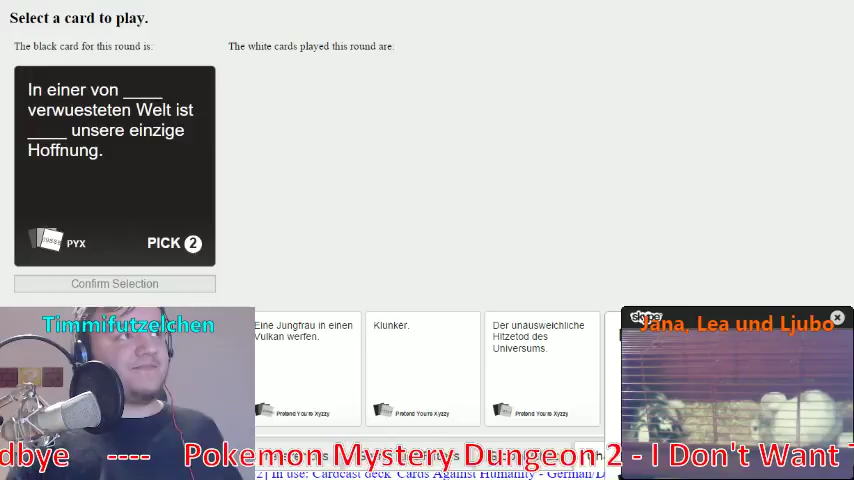 Select a card to play.
The black card for this round is:
The white cards played this round are:
In einer von ____
verwuesteten Welt ist
____ unsere einzige
Hoffnung.
PYX
PICK 2
Confirm Selection
Timmifutzelchen
Eine Jungfrau in einen
Vulkan werfen.
Pretend You're Xyzzy
Klunker.
Pretend You're Xyzzy
Der unausweichliche
Hitzetod des
Universums.
Pretend You're Xyzzy
skype
Jana, Lea und Ljubo
dbye ---- Pokemon Mystery Dungeon 2 - I Don't Want
2] In use: Cardcast deck 'Cards Against Humanity - German/D